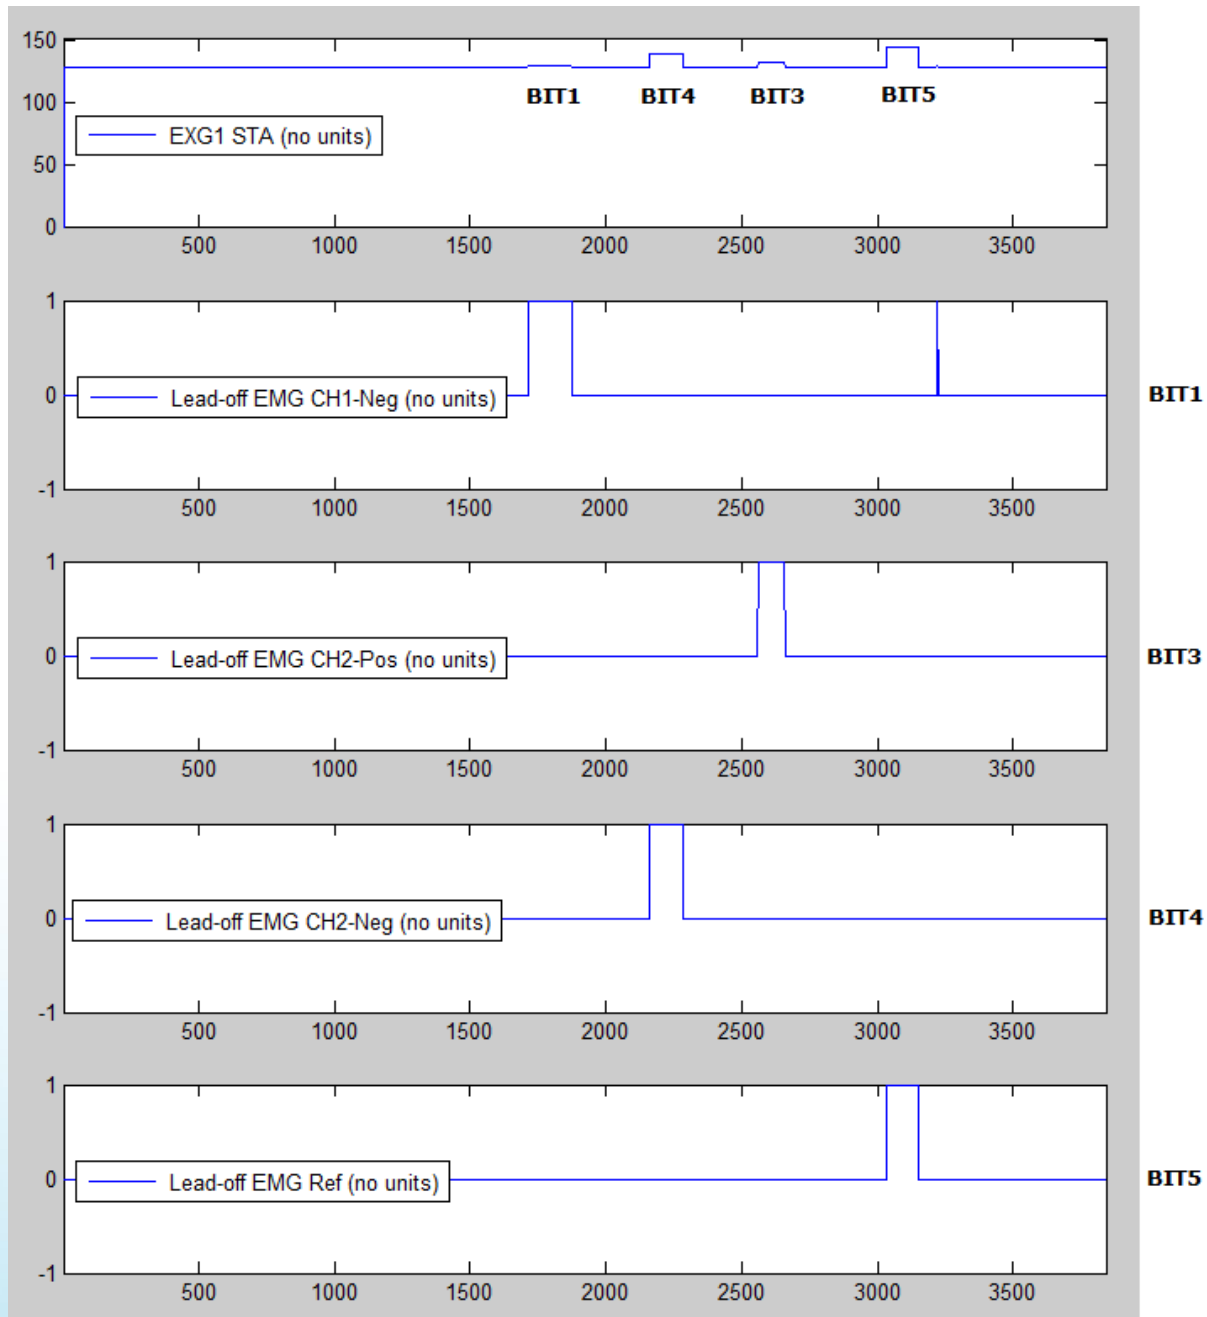 150
100
50
0
BIT1 BIT4 BIT3 BIT5
EXG1 STA (no units)
500 1000 1500 2000 2500 3000 3500
1
0
-1
Lead-off EMG CH1-Neg (no units)
BIT1
500 1000 1500 2000 2500 3000 3500
1
0
-1
Lead-off EMG CH2-Pos (no units)
BIT3
500 1000 1500 2000 2500 3000 3500
1
0
-1
Lead-off EMG CH2-Neg (no units)
BIT4
500 1000 1500 2000 2500 3000 3500
1
0
-1
Lead-off EMG Ref (no units)
BIT5
500 1000 1500 2000 2500 3000 3500